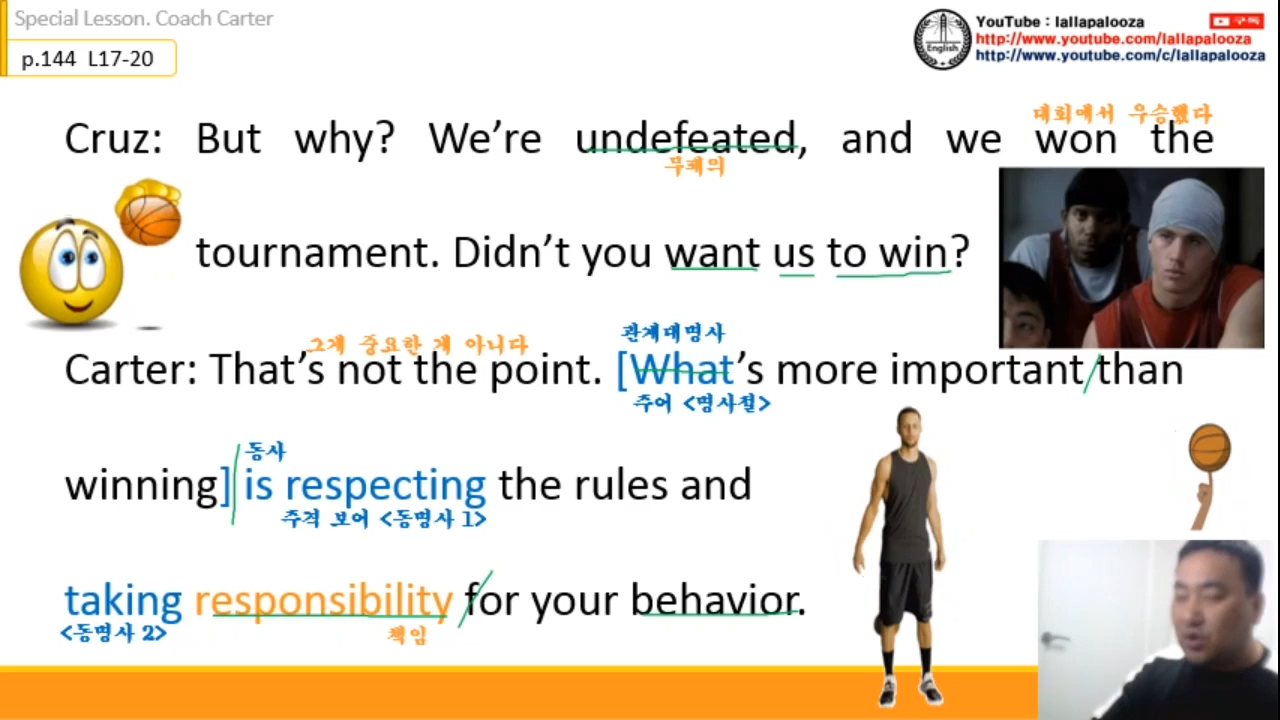 Special Lesson. Coach Carter
p.144 L17-20
English
YouTube : lallapalooza
구독
http://www.youtube.com/lallapalooza
http://www.youtube.com/c/lallapalooza
대회에서 우승했다
Cruz: But why? We’re undefeated, and we won the
무패의
tournament. Didn’t you want us to win?
그게 중요한 게 아니다
관계대명사
Carter: That’s not the point. [What’s more important than
주어 <명사절>
동사
winning] is respecting the rules and
주격 보어 <동명사 1>
taking responsibility for your behavior.
<동명사 2>
책임